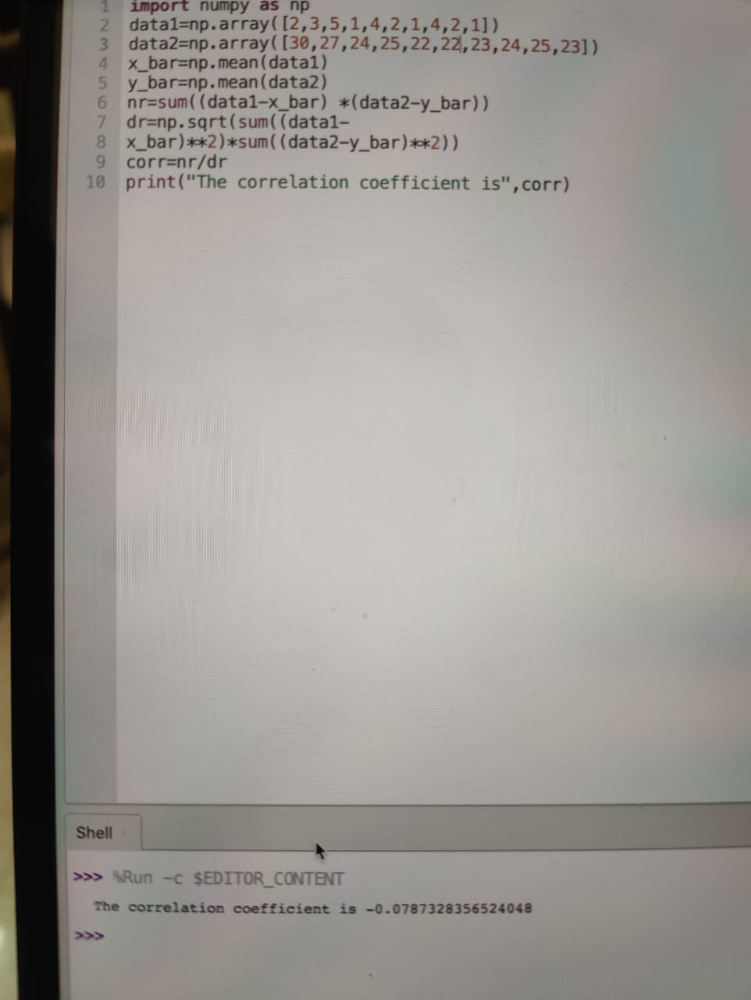 1 import numpy as np
2 data1=np.array([2,3,5,1,4,2,1,4,2,1])
3 data2=np.array([30,27,24,25,22,22,23,24,25,23])
4 x_bar=np.mean(data1)
5 y_bar=np.mean(data2)
6 nr=sum((data1-x_bar) *(data2-y_bar))
7 dr=np.sqrt(sum((data1-
8 x_bar)**2)*sum((data2-y_bar)**2))
9 corr=nr/dr
10 print("The correlation coefficient is",corr)
Shell
>>> %Run -c $EDITOR_CONTENT
The correlation coefficient is -0.0787328356524048
>>>